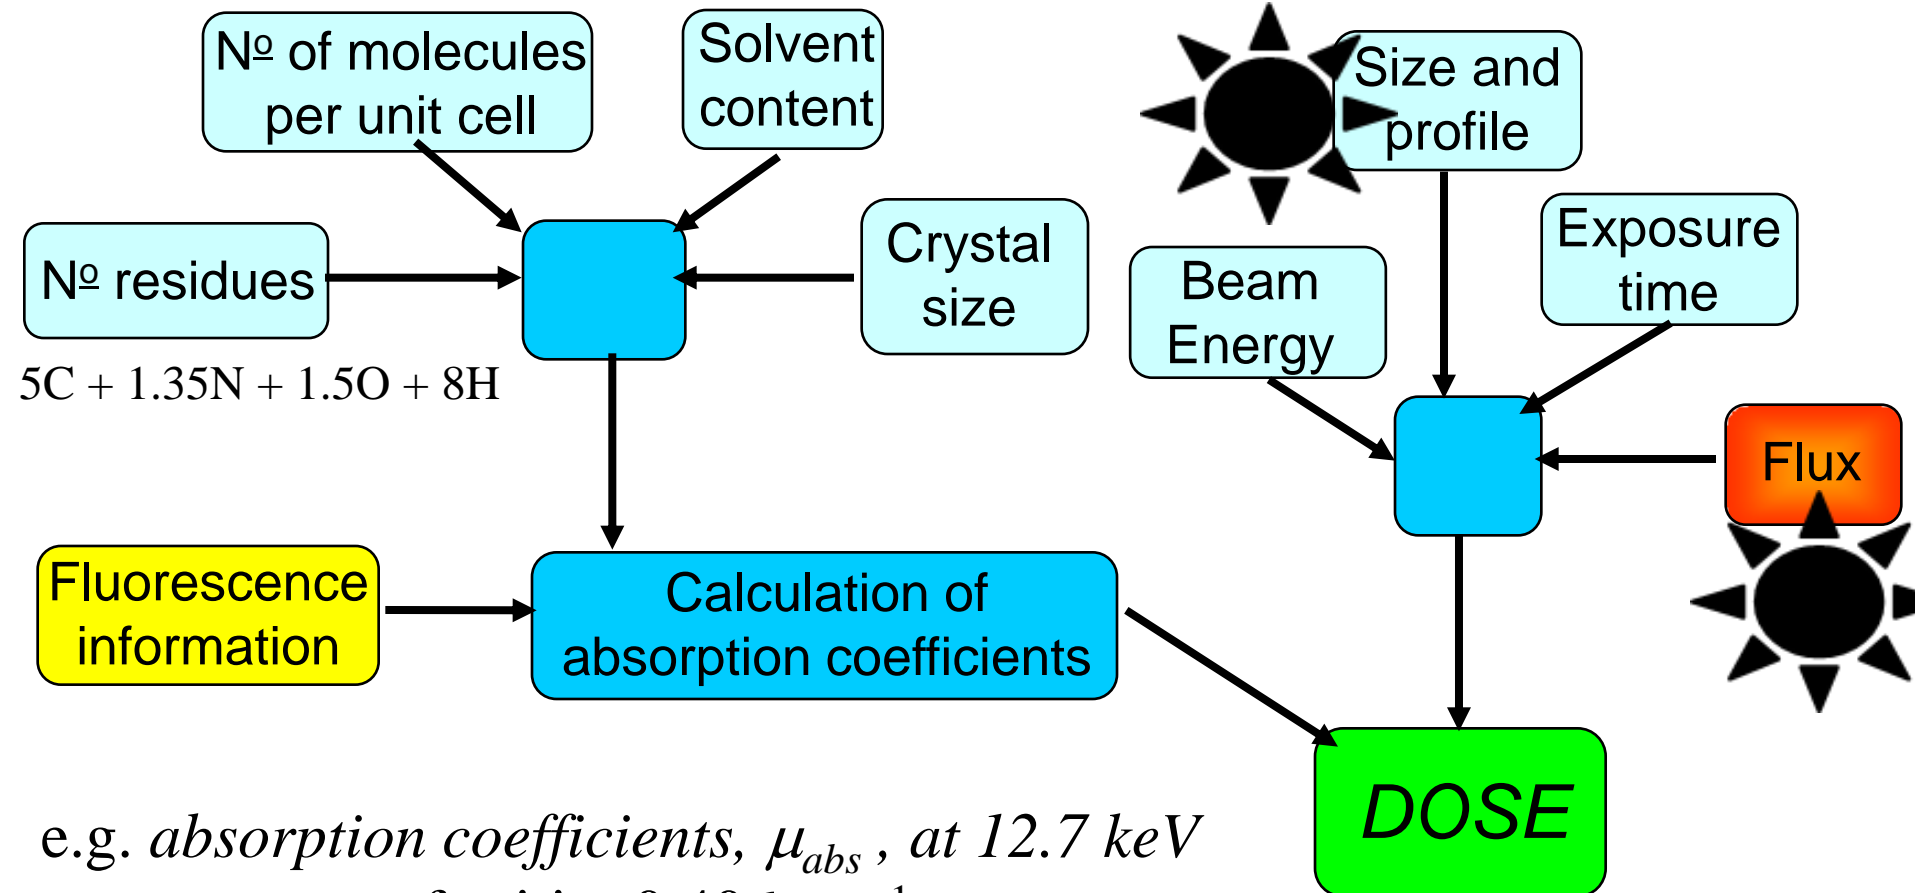 Nº of molecules
per unit cell
Solvent
content
Size and
profile
Nº residues
Crystal
size
Beam
Energy
Exposure
time
5C + 1.35N + 1.5O + 8H
Flux
Fluorescence
information
Calculation of
absorption coefficients
DOSE
e.g. absorption coefficients, μabs , at 12.7 keV